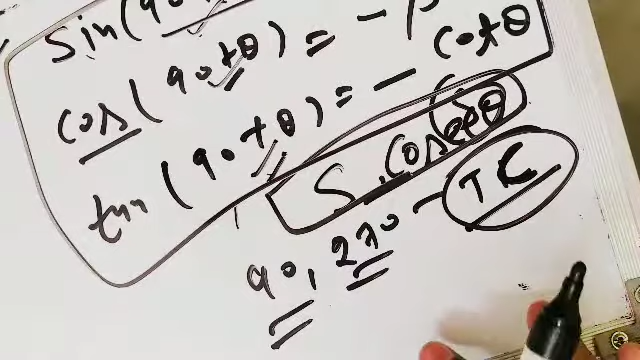 Sin(90
cos(90+θ) = -
tan(90+θ) = - cotθ
S, Cosecθ
90, 270 - TC